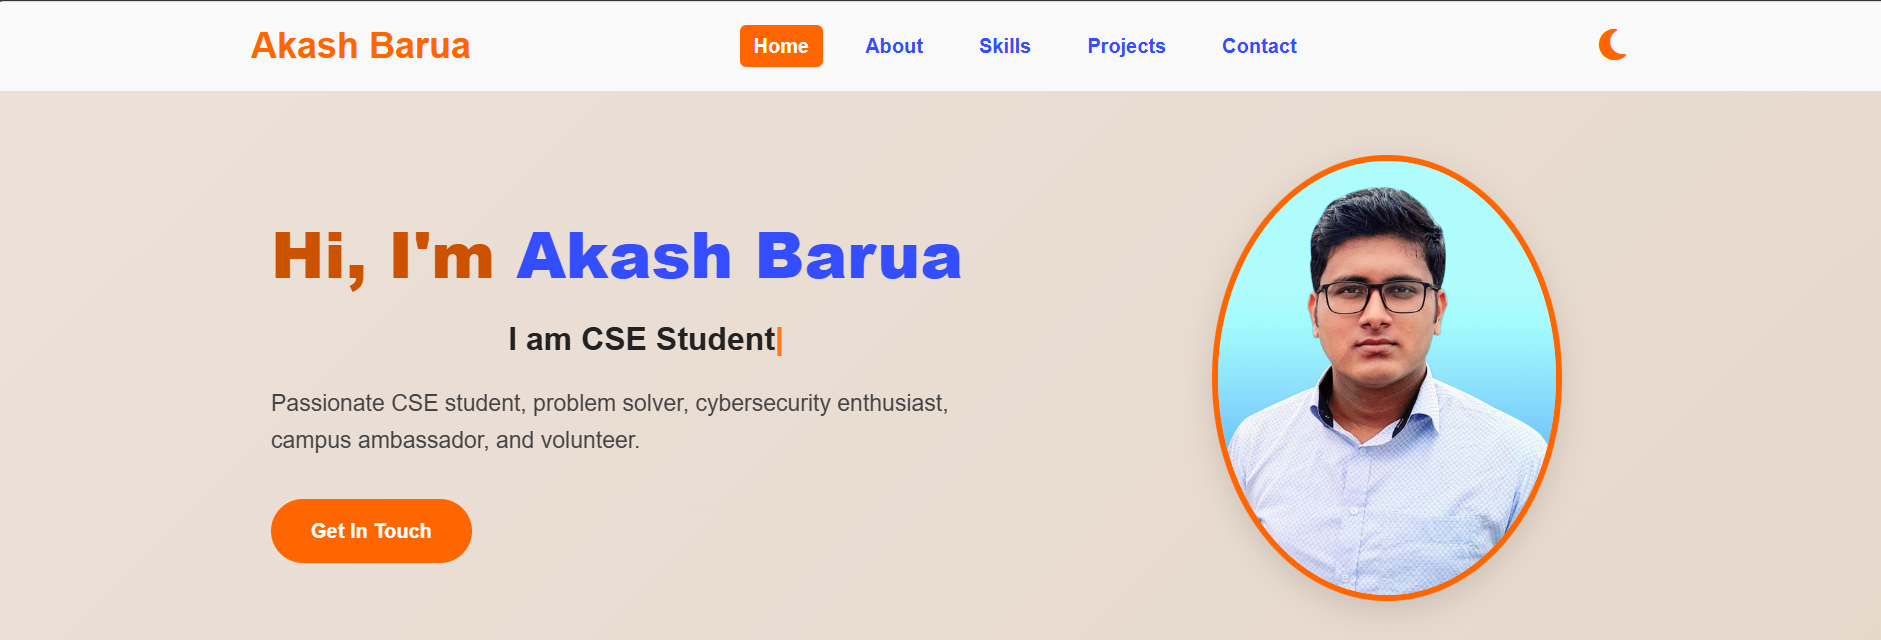 Akash Barua
Home About Skills Projects Contact
Hi, I'm Akash Barua
I am CSE Student|
Passionate CSE student, problem solver, cybersecurity enthusiast,
campus ambassador, and volunteer.
Get In Touch